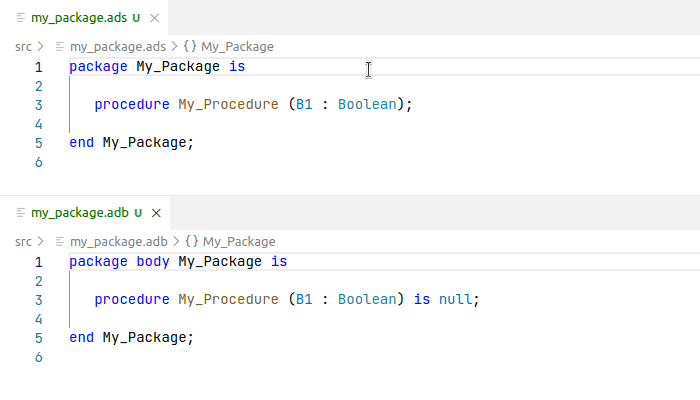 my_package.ads U
src > my_package.ads > {} My_Package
1 package My_Package is
2
3 procedure My_Procedure (B1 : Boolean);
4
5 end My_Package;
6
my_package.adb U
src > my_package.adb > {} My_Package
1 package body My_Package is
2
3 procedure My_Procedure (B1 : Boolean) is null;
4
5 end My_Package;
6